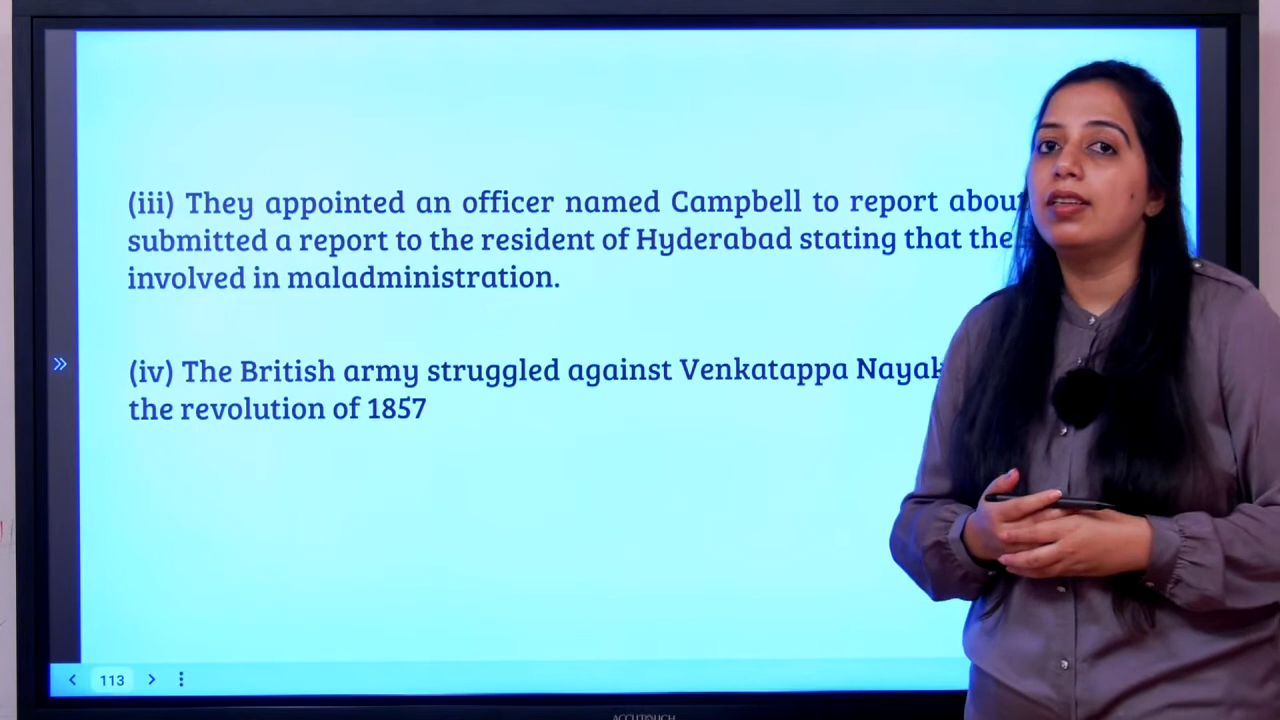 (iii) They appointed an officer named Campbell to report about
submitted a report to the resident of Hyderabad stating that the
involved in maladministration.
(iv) The British army struggled against Venkatappa Nayak
the revolution of 1857
113
ACCUTOUCH